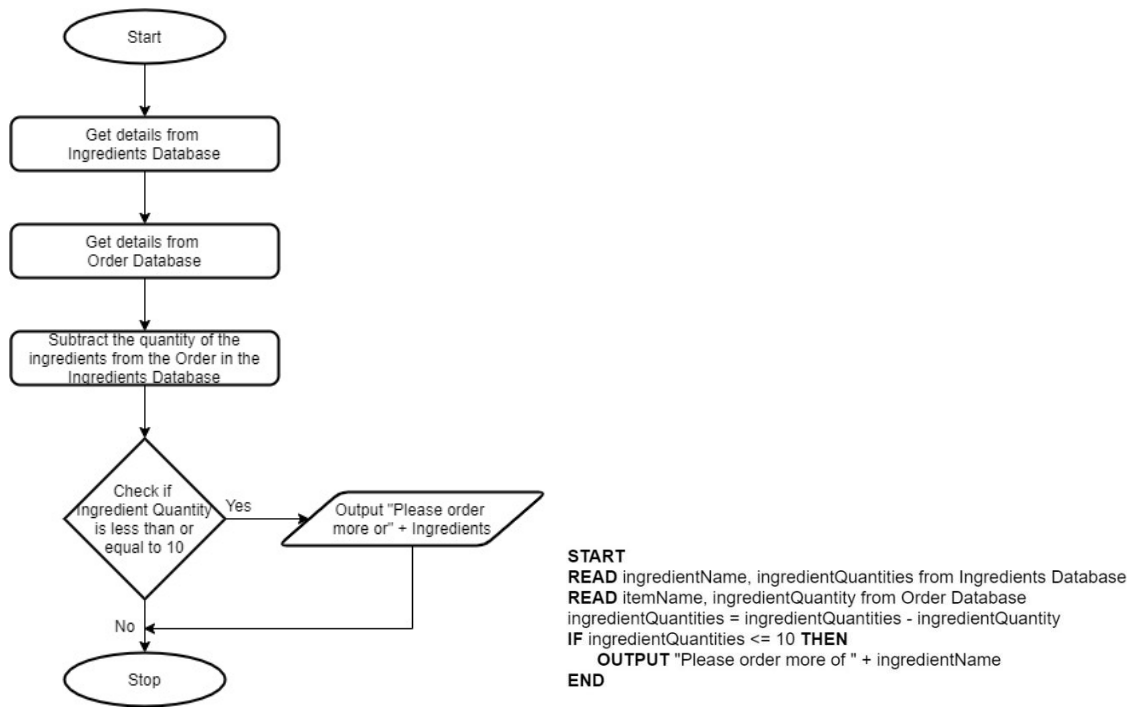 Start
Get details from
Ingredients Database
Get details from
Order Database
Subtract the quantity of the
ingredients from the Order in the
Ingredients Database
Check if
Ingredient Quantity
is less than or
equal to 10
Yes
Output "Please order
more or" + Ingredients
No
Stop
START
READ ingredientName, ingredientQuantities from Ingredients Database
READ itemName, ingredientQuantity from Order Database
ingredientQuantities = ingredientQuantities - ingredientQuantity
IF ingredientQuantities <= 10 THEN
OUTPUT "Please order more of " + ingredientName
END